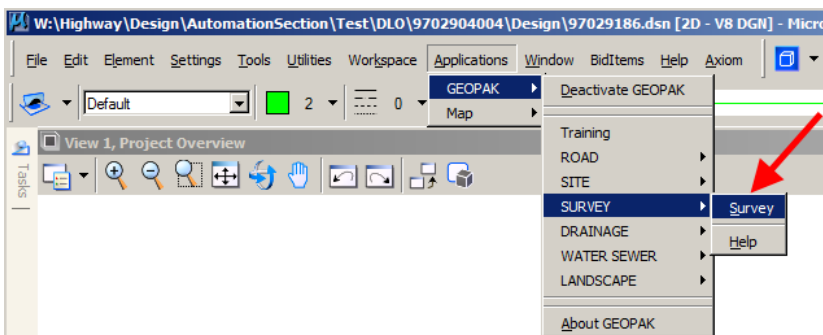 W:\Highway\Design\AutomationSection\Test\DLO\9702904004\Design\97029186.dsn [2D - V8 DGN] - Micro
File Edit Element Settings Tools Utilities Workspace Applications Window BidItems Help Axiom
Default 2 0
GEOPAK
Map
Deactivate GEOPAK
Training
ROAD
SITE
SURVEY
DRAINAGE
WATER SEWER
LANDSCAPE
About GEOPAK
Survey
Help
View 1, Project Overview
Tasks